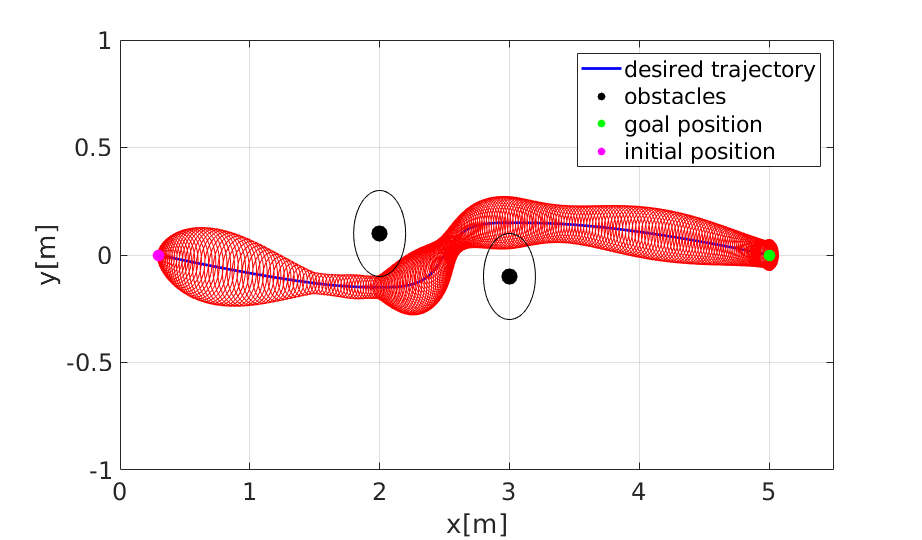 1
desired trajectory
obstacles
goal position
initial position
0.5
0
-0.5
-1
y[m]
0 1 2 3 4 5
x[m]